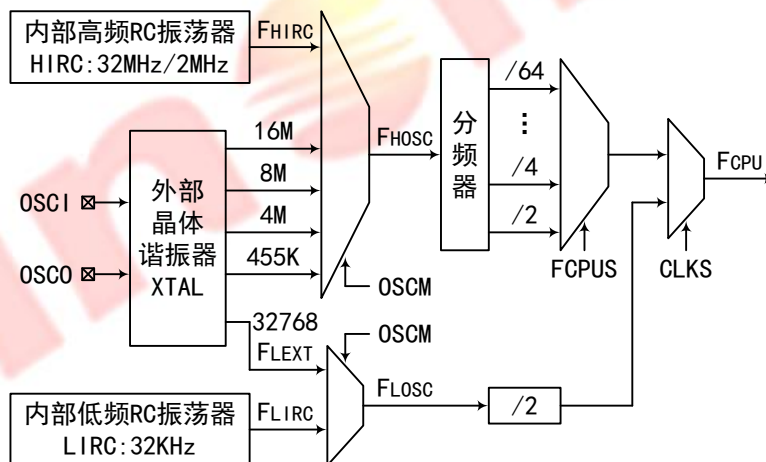 内部高频RC振荡器
HIRC:32MHz/2MHz
FHIRC
16M
8M
4M
455K
32768
OSCI
OSCO
外部
晶体
谐振器
XTAL
FHOSC
OSCM
分
频
器
/64
⋮
/4
/2
FCPUS
CLKS
FCPU
OSCM
FLEXT
内部低频RC振荡器
LIRC:32KHz
FLIRC
FLOSC
/2